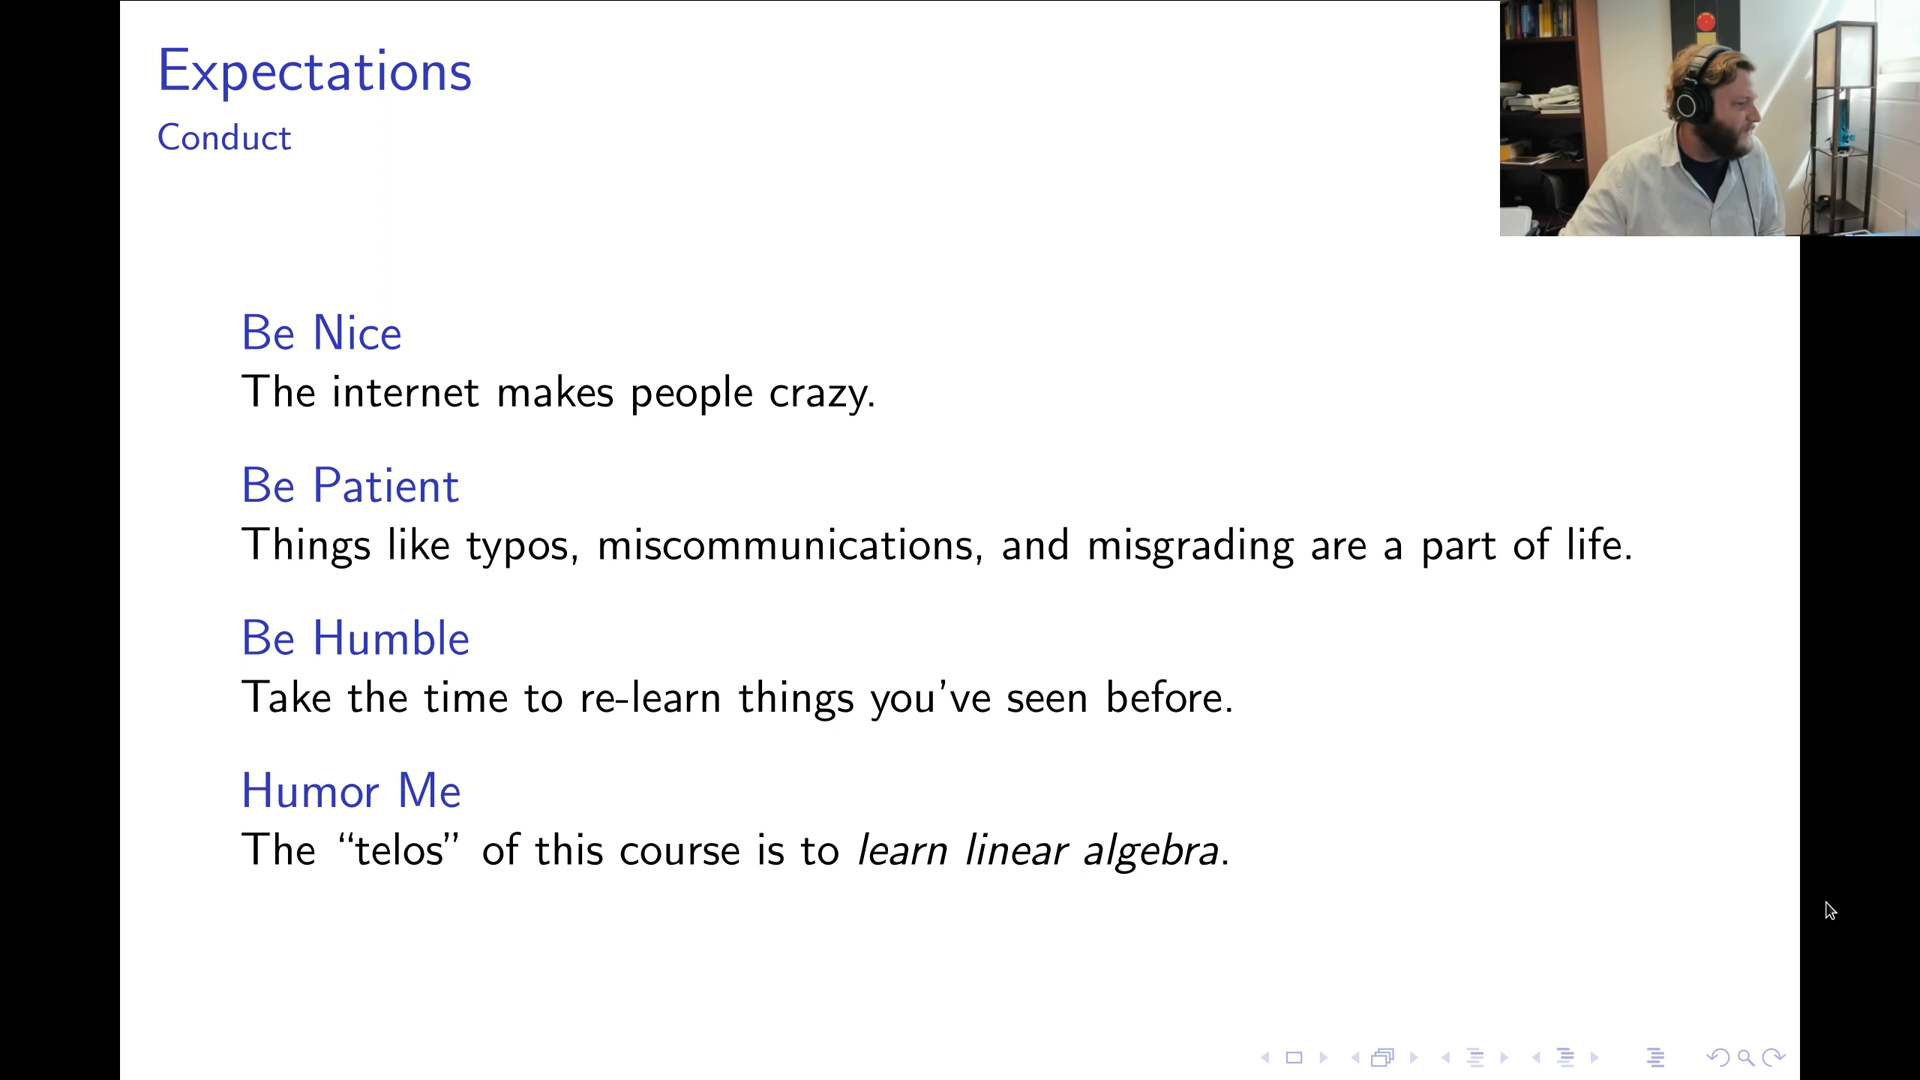 Expectations
Conduct
Be Nice
The internet makes people crazy.
Be Patient
Things like typos, miscommunications, and misgrading are a part of life.
Be Humble
Take the time to re-learn things you’ve seen before.
Humor Me
The “telos” of this course is to learn linear algebra.